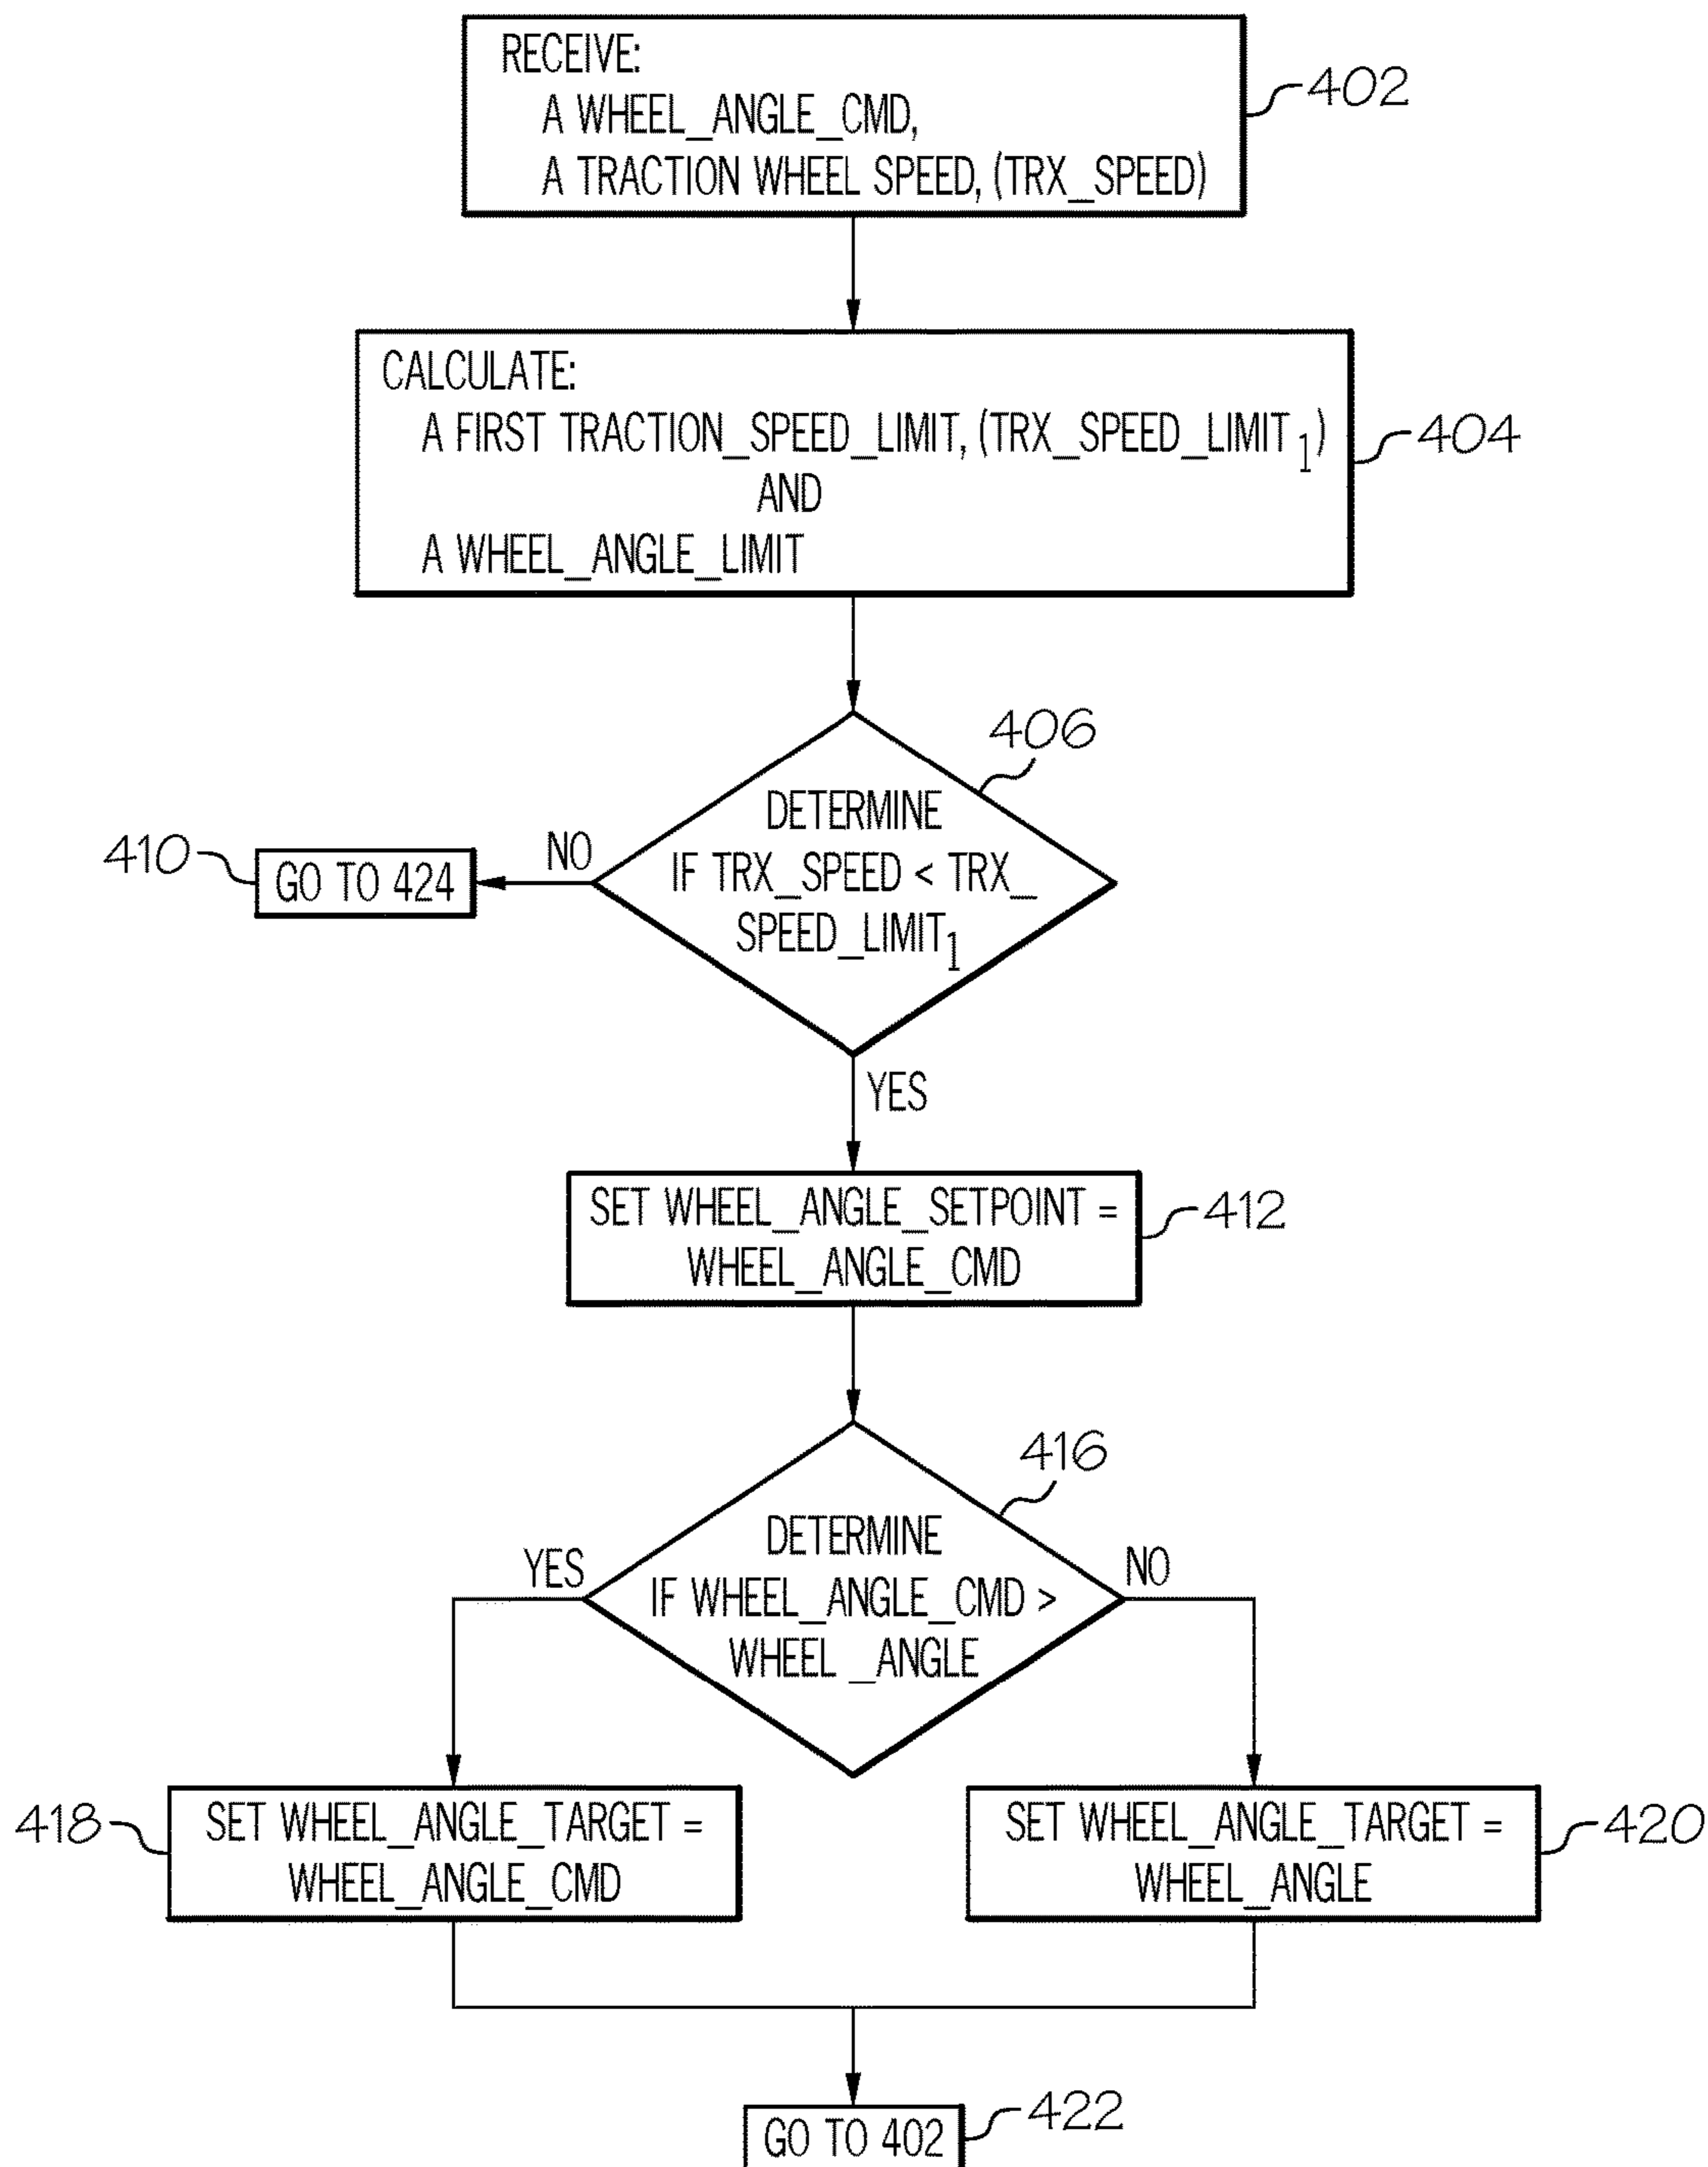 RECEIVE:
A WHEEL_ANGLE_CMD,
A TRACTION WHEEL SPEED, (TRX_SPEED)
402
CALCULATE:
A FIRST TRACTION_SPEED_LIMIT, (TRX_SPEED_LIMIT1)
AND
A WHEEL_ANGLE_LIMIT
404
406
DETERMINE
IF TRX_SPEED < TRX_
SPEED_LIMIT1
NO
410
GO TO 424
YES
SET WHEEL_ANGLE_SETPOINT =
WHEEL_ANGLE_CMD
412
416
DETERMINE
IF WHEEL_ANGLE_CMD >
WHEEL _ANGLE
YES
NO
418
SET WHEEL_ANGLE_TARGET =
WHEEL_ANGLE_CMD
SET WHEEL_ANGLE_TARGET =
WHEEL_ANGLE
420
GO TO 402
422